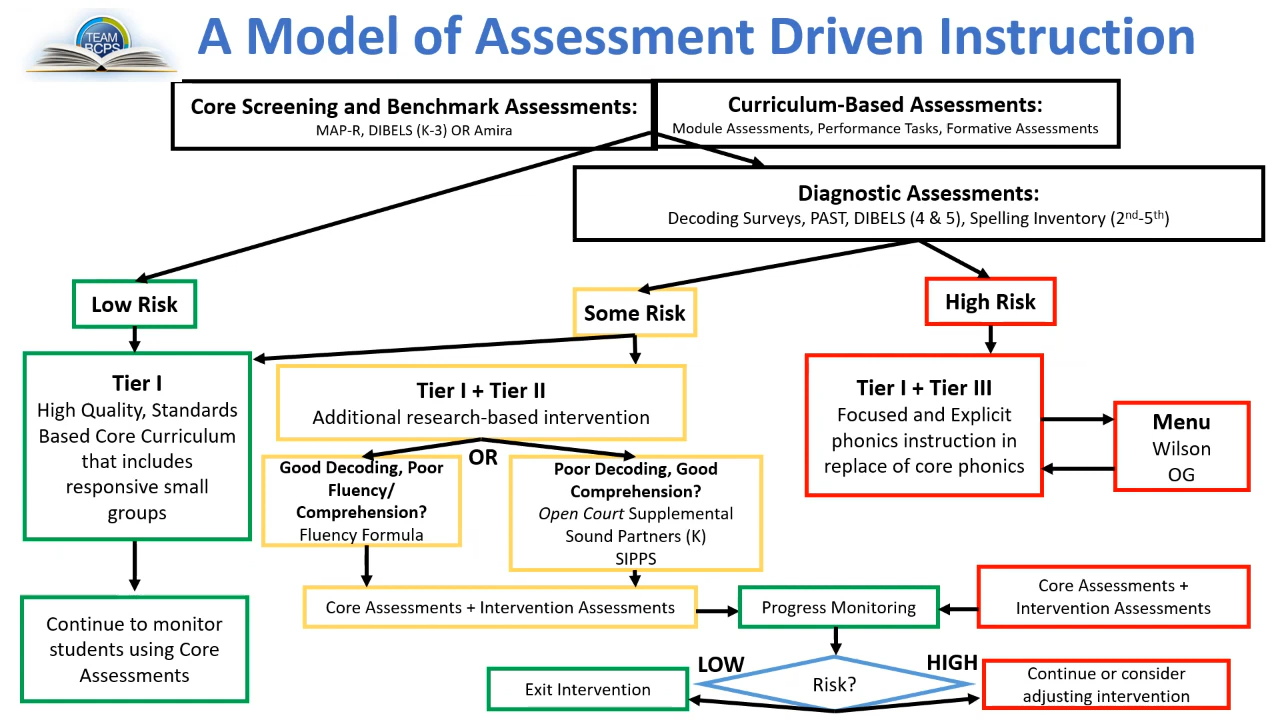 TEAM
BCPS
A Model of Assessment Driven Instruction
Core Screening and Benchmark Assessments:
MAP-R, DIBELS (K-3) OR Amira
Curriculum-Based Assessments:
Module Assessments, Performance Tasks, Formative Assessments
Diagnostic Assessments:
Decoding Surveys, PAST, DIBELS (4 & 5), Spelling Inventory (2nd-5th)
Low Risk
Some Risk
High Risk
Tier I
High Quality, Standards
Based Core Curriculum
that includes
responsive small
groups
Tier I + Tier II
Additional research-based intervention
Tier I + Tier III
Focused and Explicit
phonics instruction in
replace of core phonics
Menu
Wilson
OG
Good Decoding, Poor
Fluency/
Comprehension?
Fluency Formula
OR
Poor Decoding, Good
Comprehension?
Open Court Supplemental
Sound Partners (K)
SIPPS
Continue to monitor
students using Core
Assessments
Core Assessments + Intervention Assessments
Progress Monitoring
Core Assessments +
Intervention Assessments
LOW
HIGH
Exit Intervention
Risk?
Continue or consider
adjusting intervention